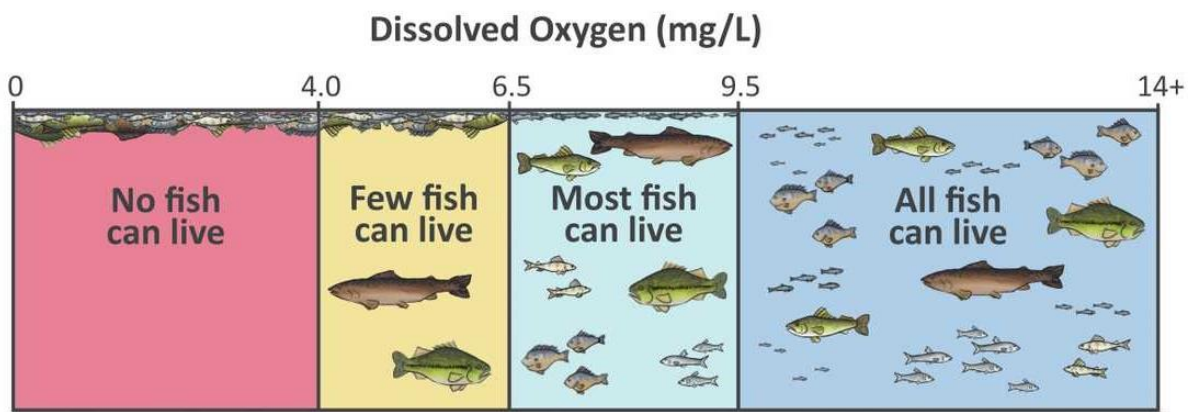 Dissolved Oxygen (mg/L)
0 4.0 6.5 9.5 14+
No fish
can live
Few fish
can live
Most fish
can live
All fish
can live